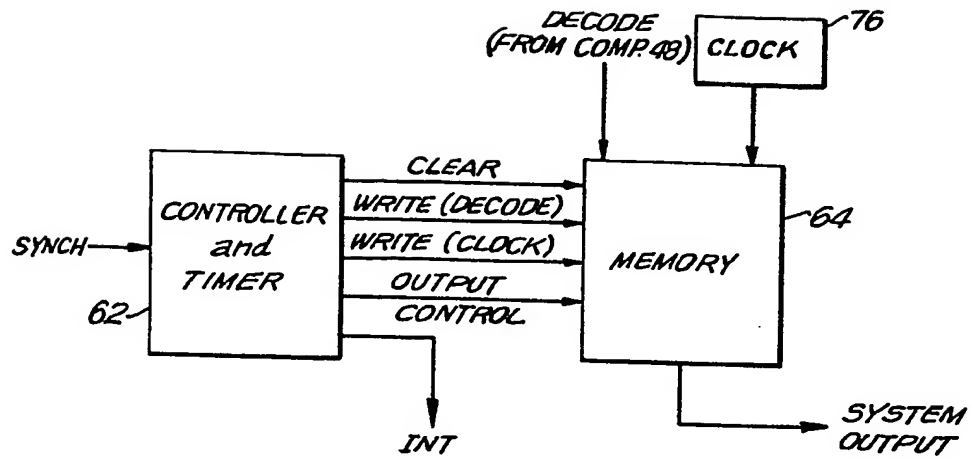 DECODE
(FROM COMP. 48)
CLOCK
76
CONTROLLER
and
TIMER
SYNCH
62
CLEAR
WRITE (DECODE)
WRITE (CLOCK)
OUTPUT
CONTROL
MEMORY
64
INT
SYSTEM
OUTPUT